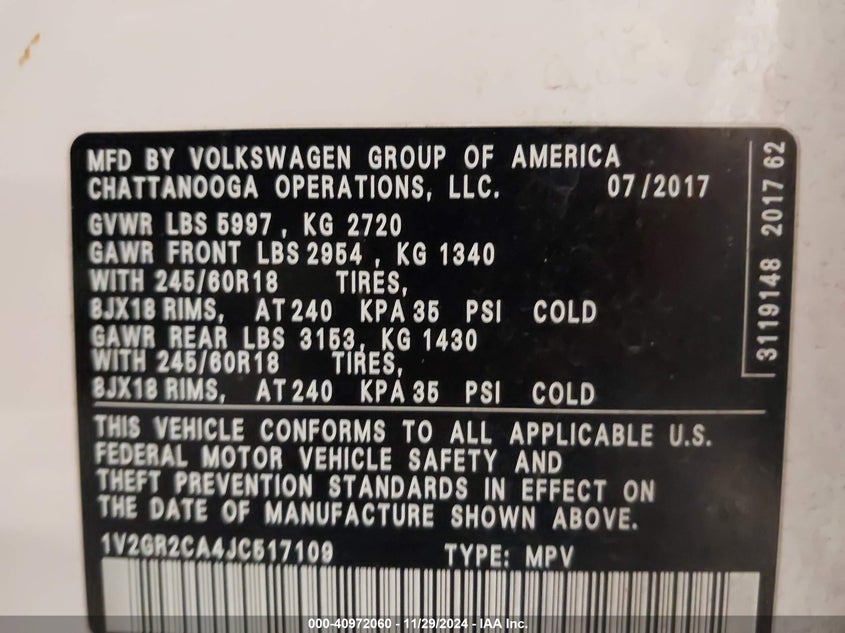 MFD BY VOLKSWAGEN GROUP OF AMERICA
CHATTANOOGA OPERATIONS, LLC. 07/2017
GVWR LBS 5997 , KG 2720
GAWR FRONT LBS 2954 , KG 1340
WITH 245/60R18 TIRES,
8JX18 RIMS, AT 240 KPA 35 PSI COLD
GAWR REAR LBS 3153, KG 1430
WITH 245/60R18 TIRES,
8JX18 RIMS, AT 240 KPA 35 PSI COLD
THIS VEHICLE CONFORMS TO ALL APPLICABLE U.S.
FEDERAL MOTOR VEHICLE SAFETY AND
THEFT PREVENTION STANDARDS IN EFFECT ON
THE DATE OF MANUFACTURE SHOWN ABOVE.
1V2GR2CA4JC517109 TYPE: MPV
3119148 2017 62
000-40972060 - 11/29/2024 - IAA Inc.